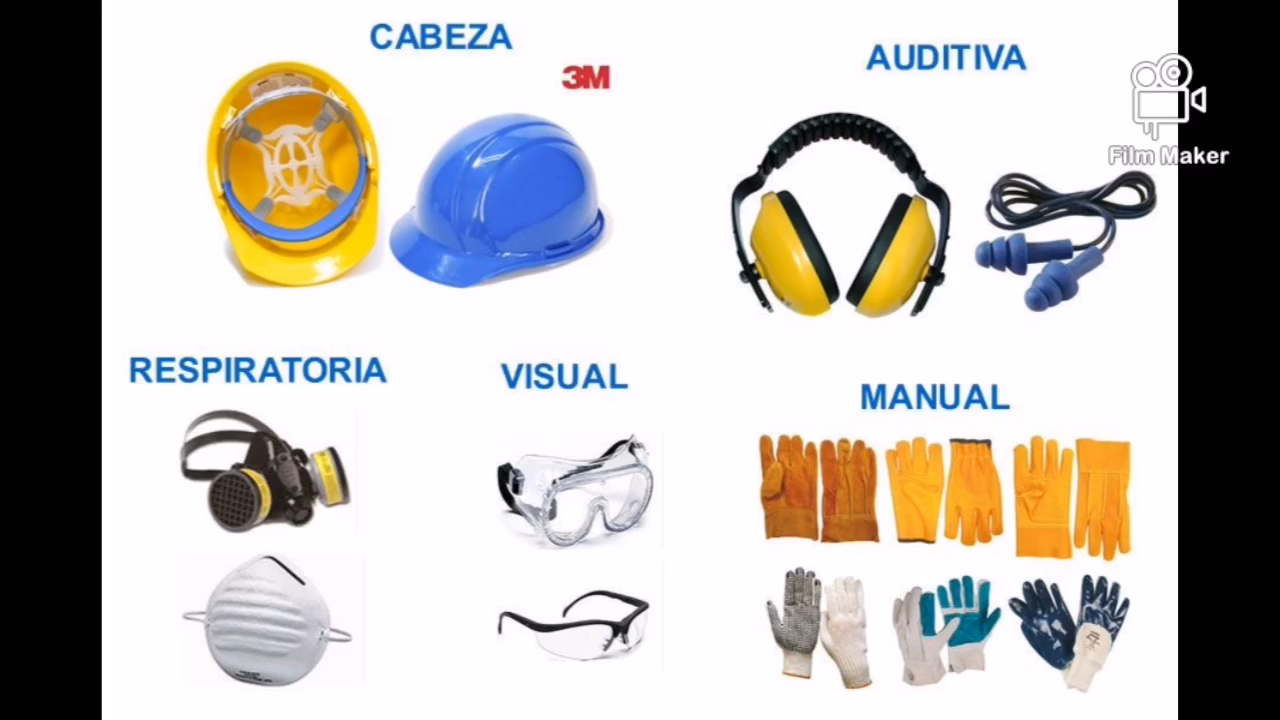 CABEZA
3M
AUDITIVA
Film Maker
RESPIRATORIA
VISUAL
MANUAL